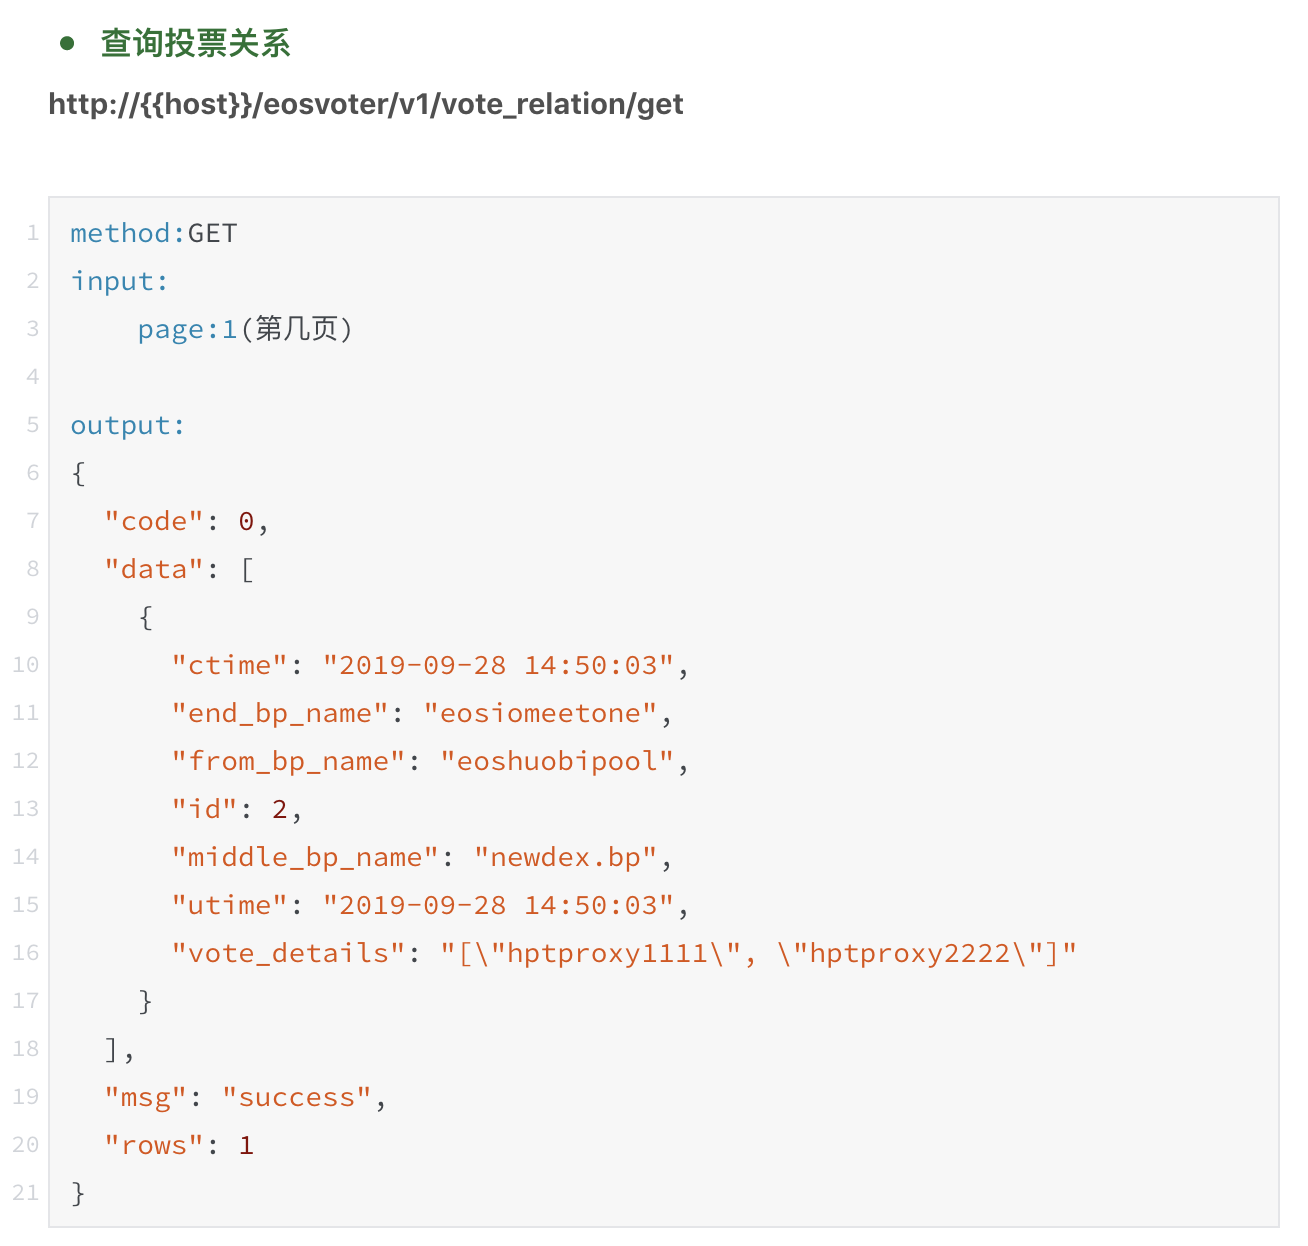 • 查询投票关系
http://{{host}}/eosvoter/v1/vote_relation/get
1 method:GET
2 input:
3     page:1(第几页)
4
5 output:
6 {
7   "code": 0,
8   "data": [
9     {
10       "ctime": "2019-09-28 14:50:03",
11       "end_bp_name": "eosiomeetone",
12       "from_bp_name": "eoshuobipool",
13       "id": 2,
14       "middle_bp_name": "newdex.bp",
15       "utime": "2019-09-28 14:50:03",
16       "vote_details": "[\"hptproxy1111\", \"hptproxy2222\"]"
17     }
18   ],
19   "msg": "success",
20   "rows": 1
21 }